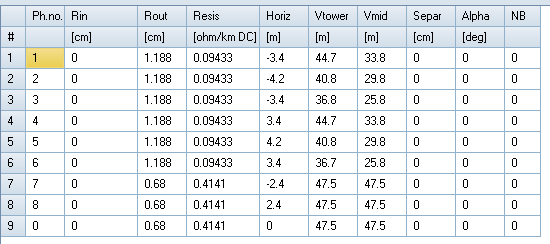 Ph.no. Rin Rout Resis Horiz Vtower Vmid Separ Alpha NB
# [cm] [cm] [ohm/km DC] [m] [m] [m] [cm] [deg]
1 1 0 1.188 0.09433 -3.4 44.7 33.8 0 0 0
2 2 0 1.188 0.09433 -4.2 40.8 29.8 0 0 0
3 3 0 1.188 0.09433 -3.4 36.8 25.8 0 0 0
4 4 0 1.188 0.09433 3.4 44.7 33.8 0 0 0
5 5 0 1.188 0.09433 4.2 40.8 29.8 0 0 0
6 6 0 1.188 0.09433 3.4 36.7 25.8 0 0 0
7 7 0 0.68 0.4141 -2.4 47.5 47.5 0 0 0
8 8 0 0.68 0.4141 2.4 47.5 47.5 0 0 0
9 0 0 0.68 0.4141 0 47.5 47.5 0 0 0